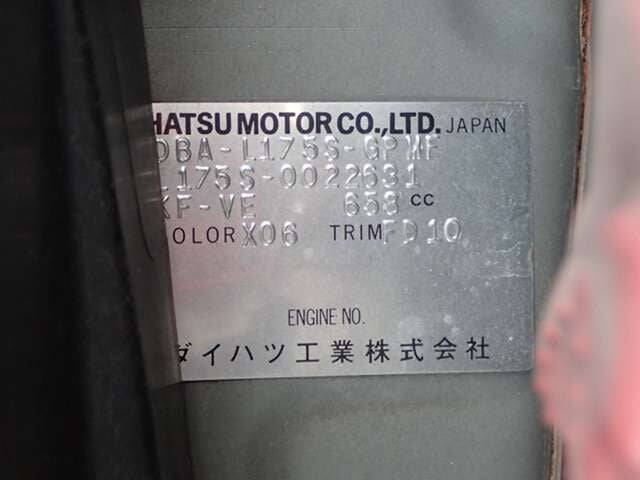 HATSU MOTOR CO.,LTD. JAPAN
DBA-L175S-GPMF
L175S-0022631
KF-VE 658 CC
OLOR X06 TRIM FD10
ENGINE NO.
ダイハツ工業株式会社